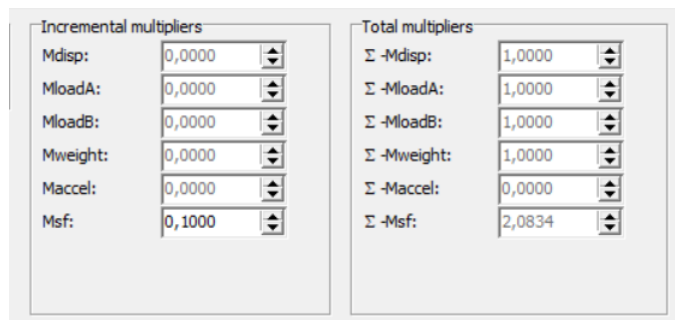 Incremental multipliers
Mdisp: 0,0000
MloadA: 0,0000
MloadB: 0,0000
Mweight: 0,0000
Maccel: 0,0000
Msf: 0,1000
Total multipliers
Σ -Mdisp: 1,0000
Σ -MloadA: 1,0000
Σ -MloadB: 1,0000
Σ -Mweight: 1,0000
Σ -Maccel: 0,0000
Σ -Msf: 2,0834